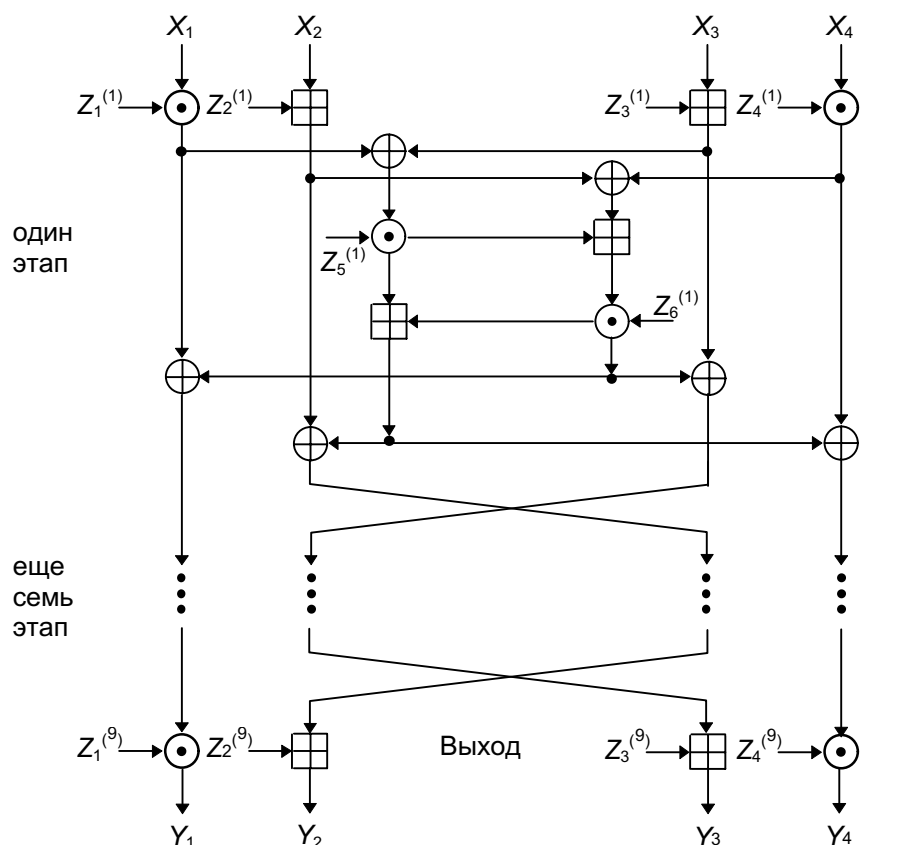 X1 X2 X3 X4
Z1(1) Z2(1) Z3(1) Z4(1)
один
этап
Z5(1)
Z6(1)
еще
семь
этап
Z1(9) Z2(9) Выход Z3(9) Z4(9)
Y1 Y2 Y3 Y4